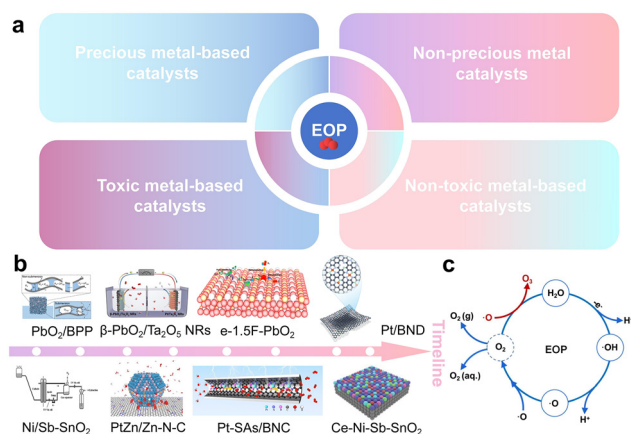 a
Precious metal-based
catalysts
Non-precious metal
catalysts
EOP
Toxic metal-based
catalysts
Non-toxic metal-based
catalysts
b
PbO₂/BPP
β-PbO₂/Ta₂O₅ NRs
e-1.5F-PbO₂
Pt/BND
Timeline
Ni/Sb-SnO₂
PtZn/Zn-N-C
Pt-SAs/BNC
Ce-Ni-Sb-SnO₂
c
O₃
H₂O
·O
O₂ (g)
O₂
O₂ (aq.)
EOP
·OH
·O
·O
H⁺